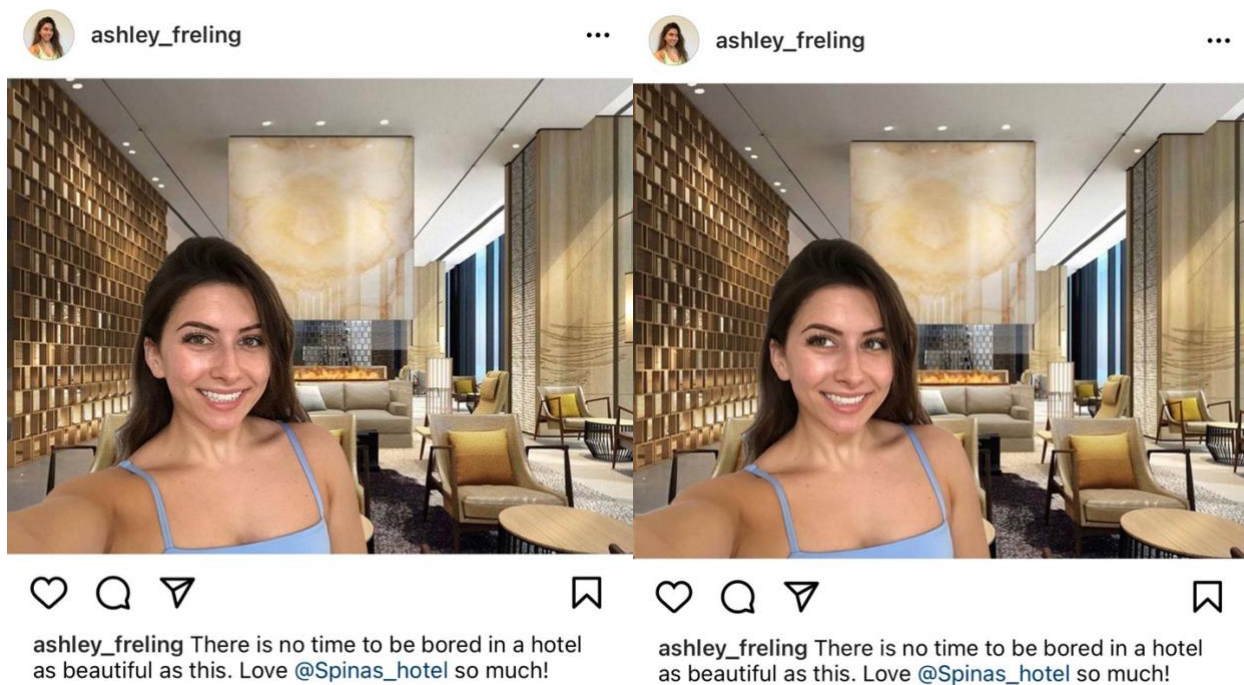 ashley_freling
ashley_freling There is no time to be bored in a hotel
as beautiful as this. Love @Spinas_hotel so much!
ashley_freling
ashley_freling There is no time to be bored in a hotel
as beautiful as this. Love @Spinas_hotel so much!